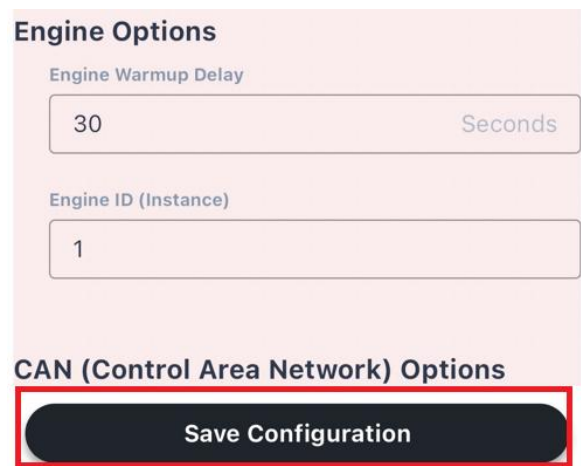 Engine Options
Engine Warmup Delay
30 Seconds
Engine ID (Instance)
1
CAN (Control Area Network) Options
Save Configuration